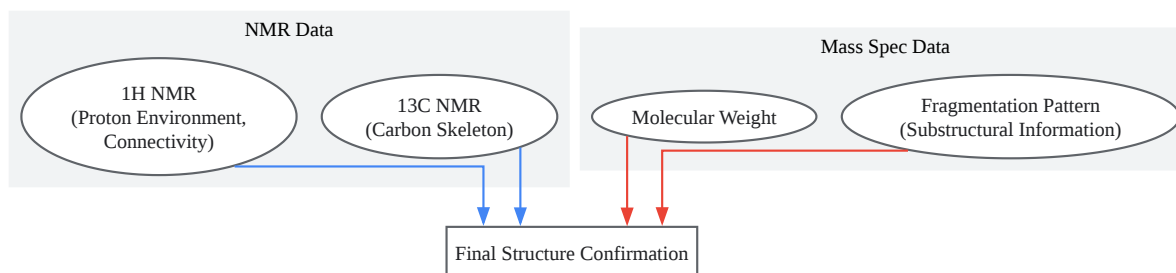 NMR Data
1H NMR
(Proton Environment,
Connectivity)
13C NMR
(Carbon Skeleton)
Mass Spec Data
Molecular Weight
Fragmentation Pattern
(Substructural Information)
Final Structure Confirmation